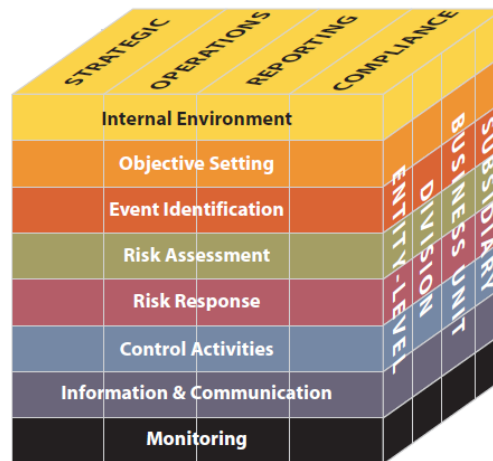 STRATEGIC
OPERATIONS
REPORTING
COMPLIANCE
Internal Environment
Objective Setting
Event Identification
Risk Assessment
Risk Response
Control Activities
Information & Communication
Monitoring
ENTITY-LEVEL
DIVISION
BUSINESS UNIT
SUBSIDIARY